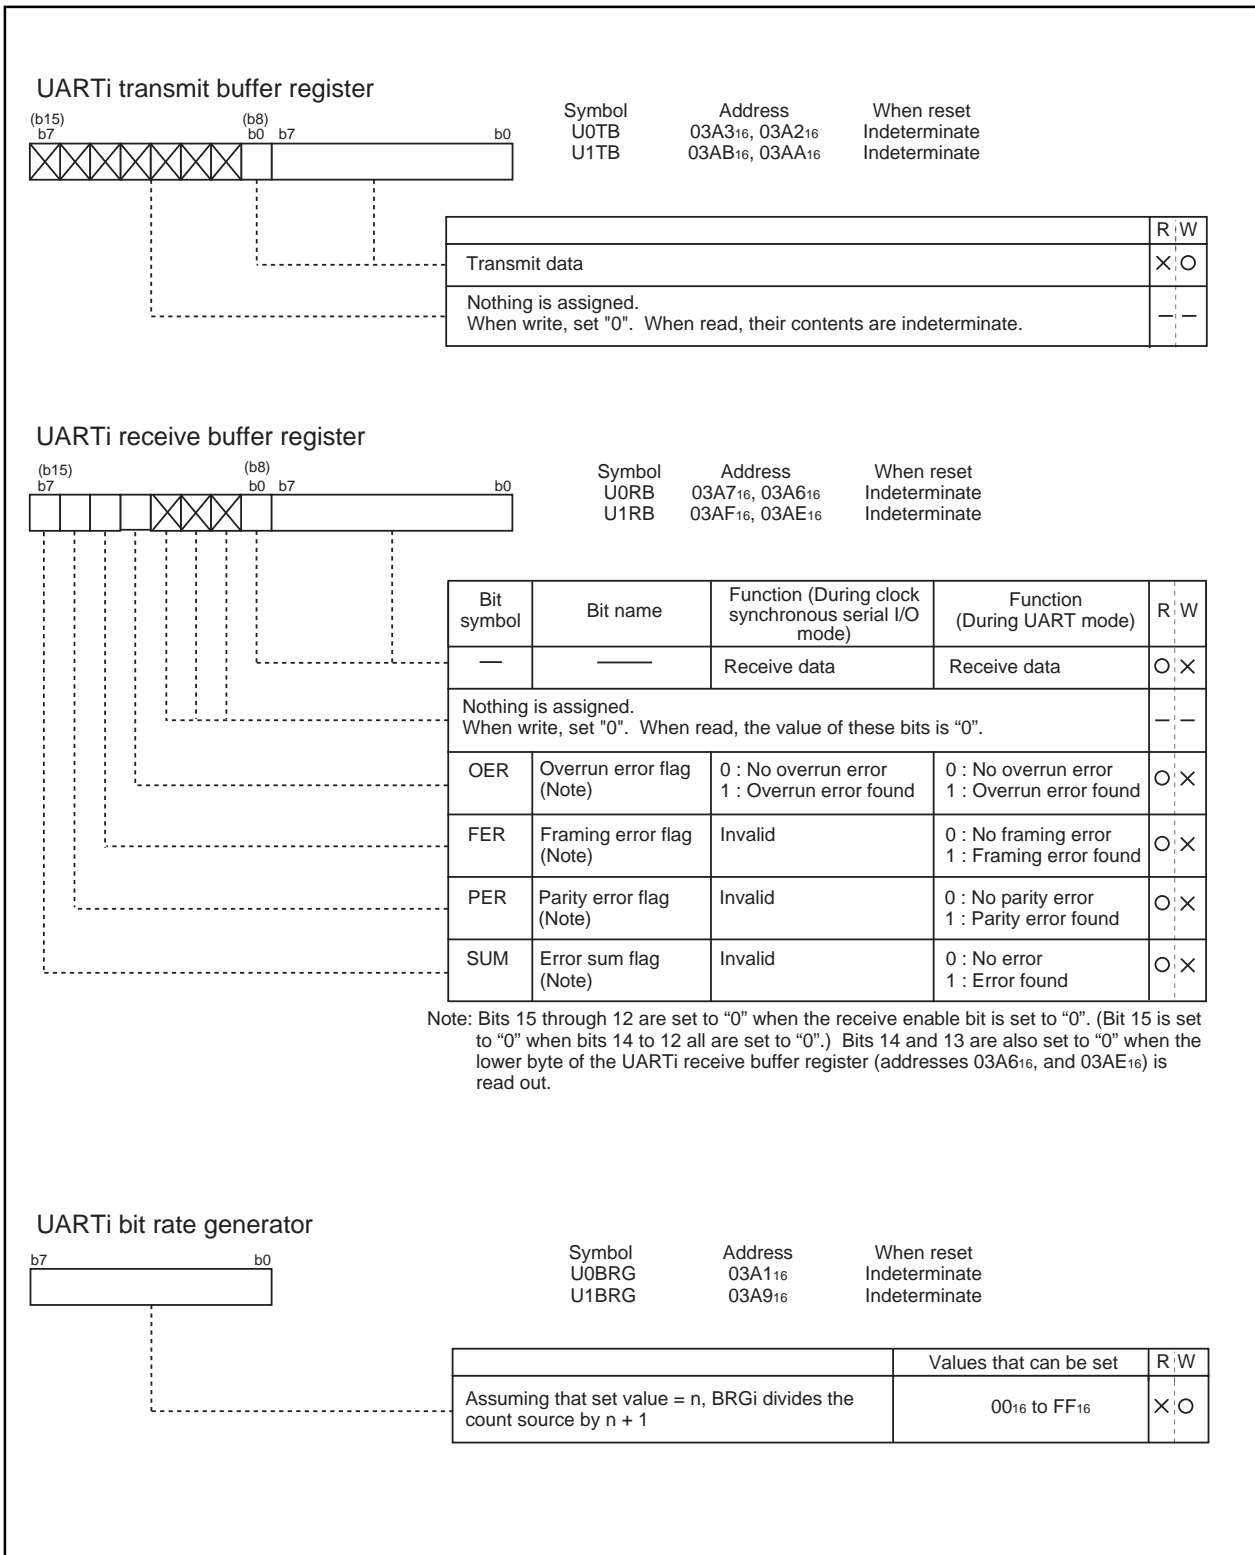 UARTi transmit buffer register
(b15) (b8)
b7 b0 b7 b0
Symbol Address When reset
U0TB 03A3₁₆, 03A2₁₆ Indeterminate
U1TB 03AB₁₆, 03AA₁₆ Indeterminate
R W
Transmit data X O
Nothing is assigned.
When write, set "0". When read, their contents are indeterminate. — —
UARTi receive buffer register
(b15) (b8)
b7 b0 b7 b0
Symbol Address When reset
U0RB 03A7₁₆, 03A6₁₆ Indeterminate
U1RB 03AF₁₆, 03AE₁₆ Indeterminate
Bit symbol Bit name Function (During clock synchronous serial I/O mode) Function (During UART mode) R W
— — Receive data Receive data O X
Nothing is assigned.
When write, set "0". When read, the value of these bits is “0”. — —
OER Overrun error flag 0 : No overrun error 0 : No overrun error O X
(Note) 1 : Overrun error found 1 : Overrun error found
FER Framing error flag Invalid 0 : No framing error O X
(Note) 1 : Framing error found
PER Parity error flag Invalid 0 : No parity error O X
(Note) 1 : Parity error found
SUM Error sum flag Invalid 0 : No error O X
(Note) 1 : Error found
Note: Bits 15 through 12 are set to “0” when the receive enable bit is set to “0”. (Bit 15 is set
to “0” when bits 14 to 12 all are set to “0”.) Bits 14 and 13 are also set to “0” when the
lower byte of the UARTi receive buffer register (addresses 03A6₁₆, and 03AE₁₆) is
read out.
UARTi bit rate generator
b7 b0
Symbol Address When reset
U0BRG 03A1₁₆ Indeterminate
U1BRG 03A9₁₆ Indeterminate
Values that can be set R W
Assuming that set value = n, BRGi divides the
count source by n + 1 00₁₆ to FF₁₆ X O